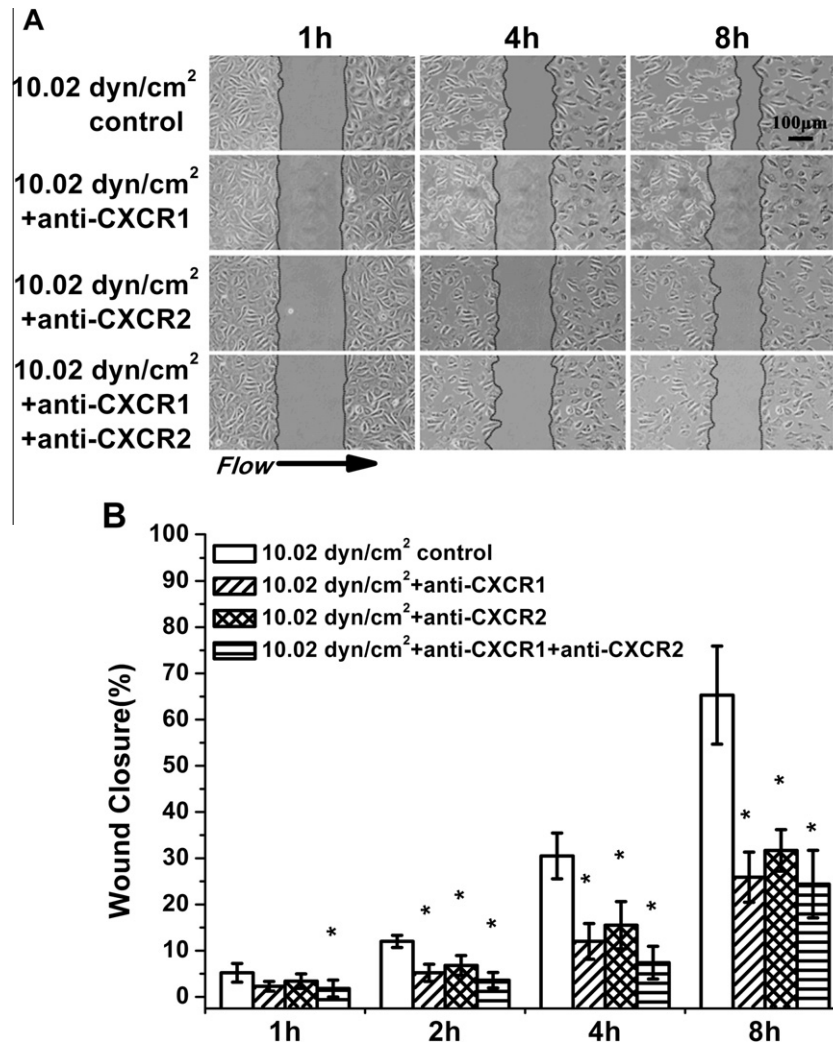 A
1h 4h 8h
10.02 dyn/cm²
control
100μm
10.02 dyn/cm²
+anti-CXCR1
10.02 dyn/cm²
+anti-CXCR2
10.02 dyn/cm²
+anti-CXCR1
+anti-CXCR2
Flow
B
Wound Closure(%)
100
90
80
70
60
50
40
30
20
10
0
10.02 dyn/cm² control
10.02 dyn/cm²+anti-CXCR1
10.02 dyn/cm²+anti-CXCR2
10.02 dyn/cm²+anti-CXCR1+anti-CXCR2
*
* * *
* * *
* * *
1h 2h 4h 8h